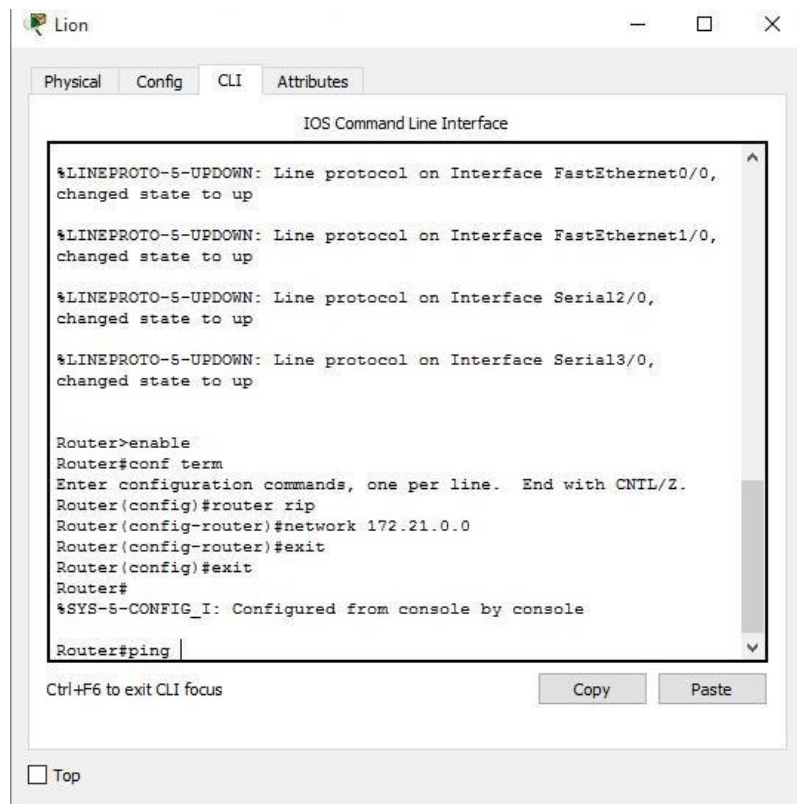 Lion
Physical Config CLI Attributes
IOS Command Line Interface
%LINEPROTO-5-UPDOWN: Line protocol on Interface FastEthernet0/0,
changed state to up
%LINEPROTO-5-UPDOWN: Line protocol on Interface FastEthernet1/0,
changed state to up
%LINEPROTO-5-UPDOWN: Line protocol on Interface Serial2/0,
changed state to up
%LINEPROTO-5-UPDOWN: Line protocol on Interface Serial3/0,
changed state to up
Router>enable
Router#conf term
Enter configuration commands, one per line.  End with CNTL/Z.
Router(config)#router rip
Router(config-router)#network 172.21.0.0
Router(config-router)#exit
Router(config)#exit
Router#
%SYS-5-CONFIG_I: Configured from console by console
Router#ping
Ctrl+F6 to exit CLI focus
Copy Paste
Top